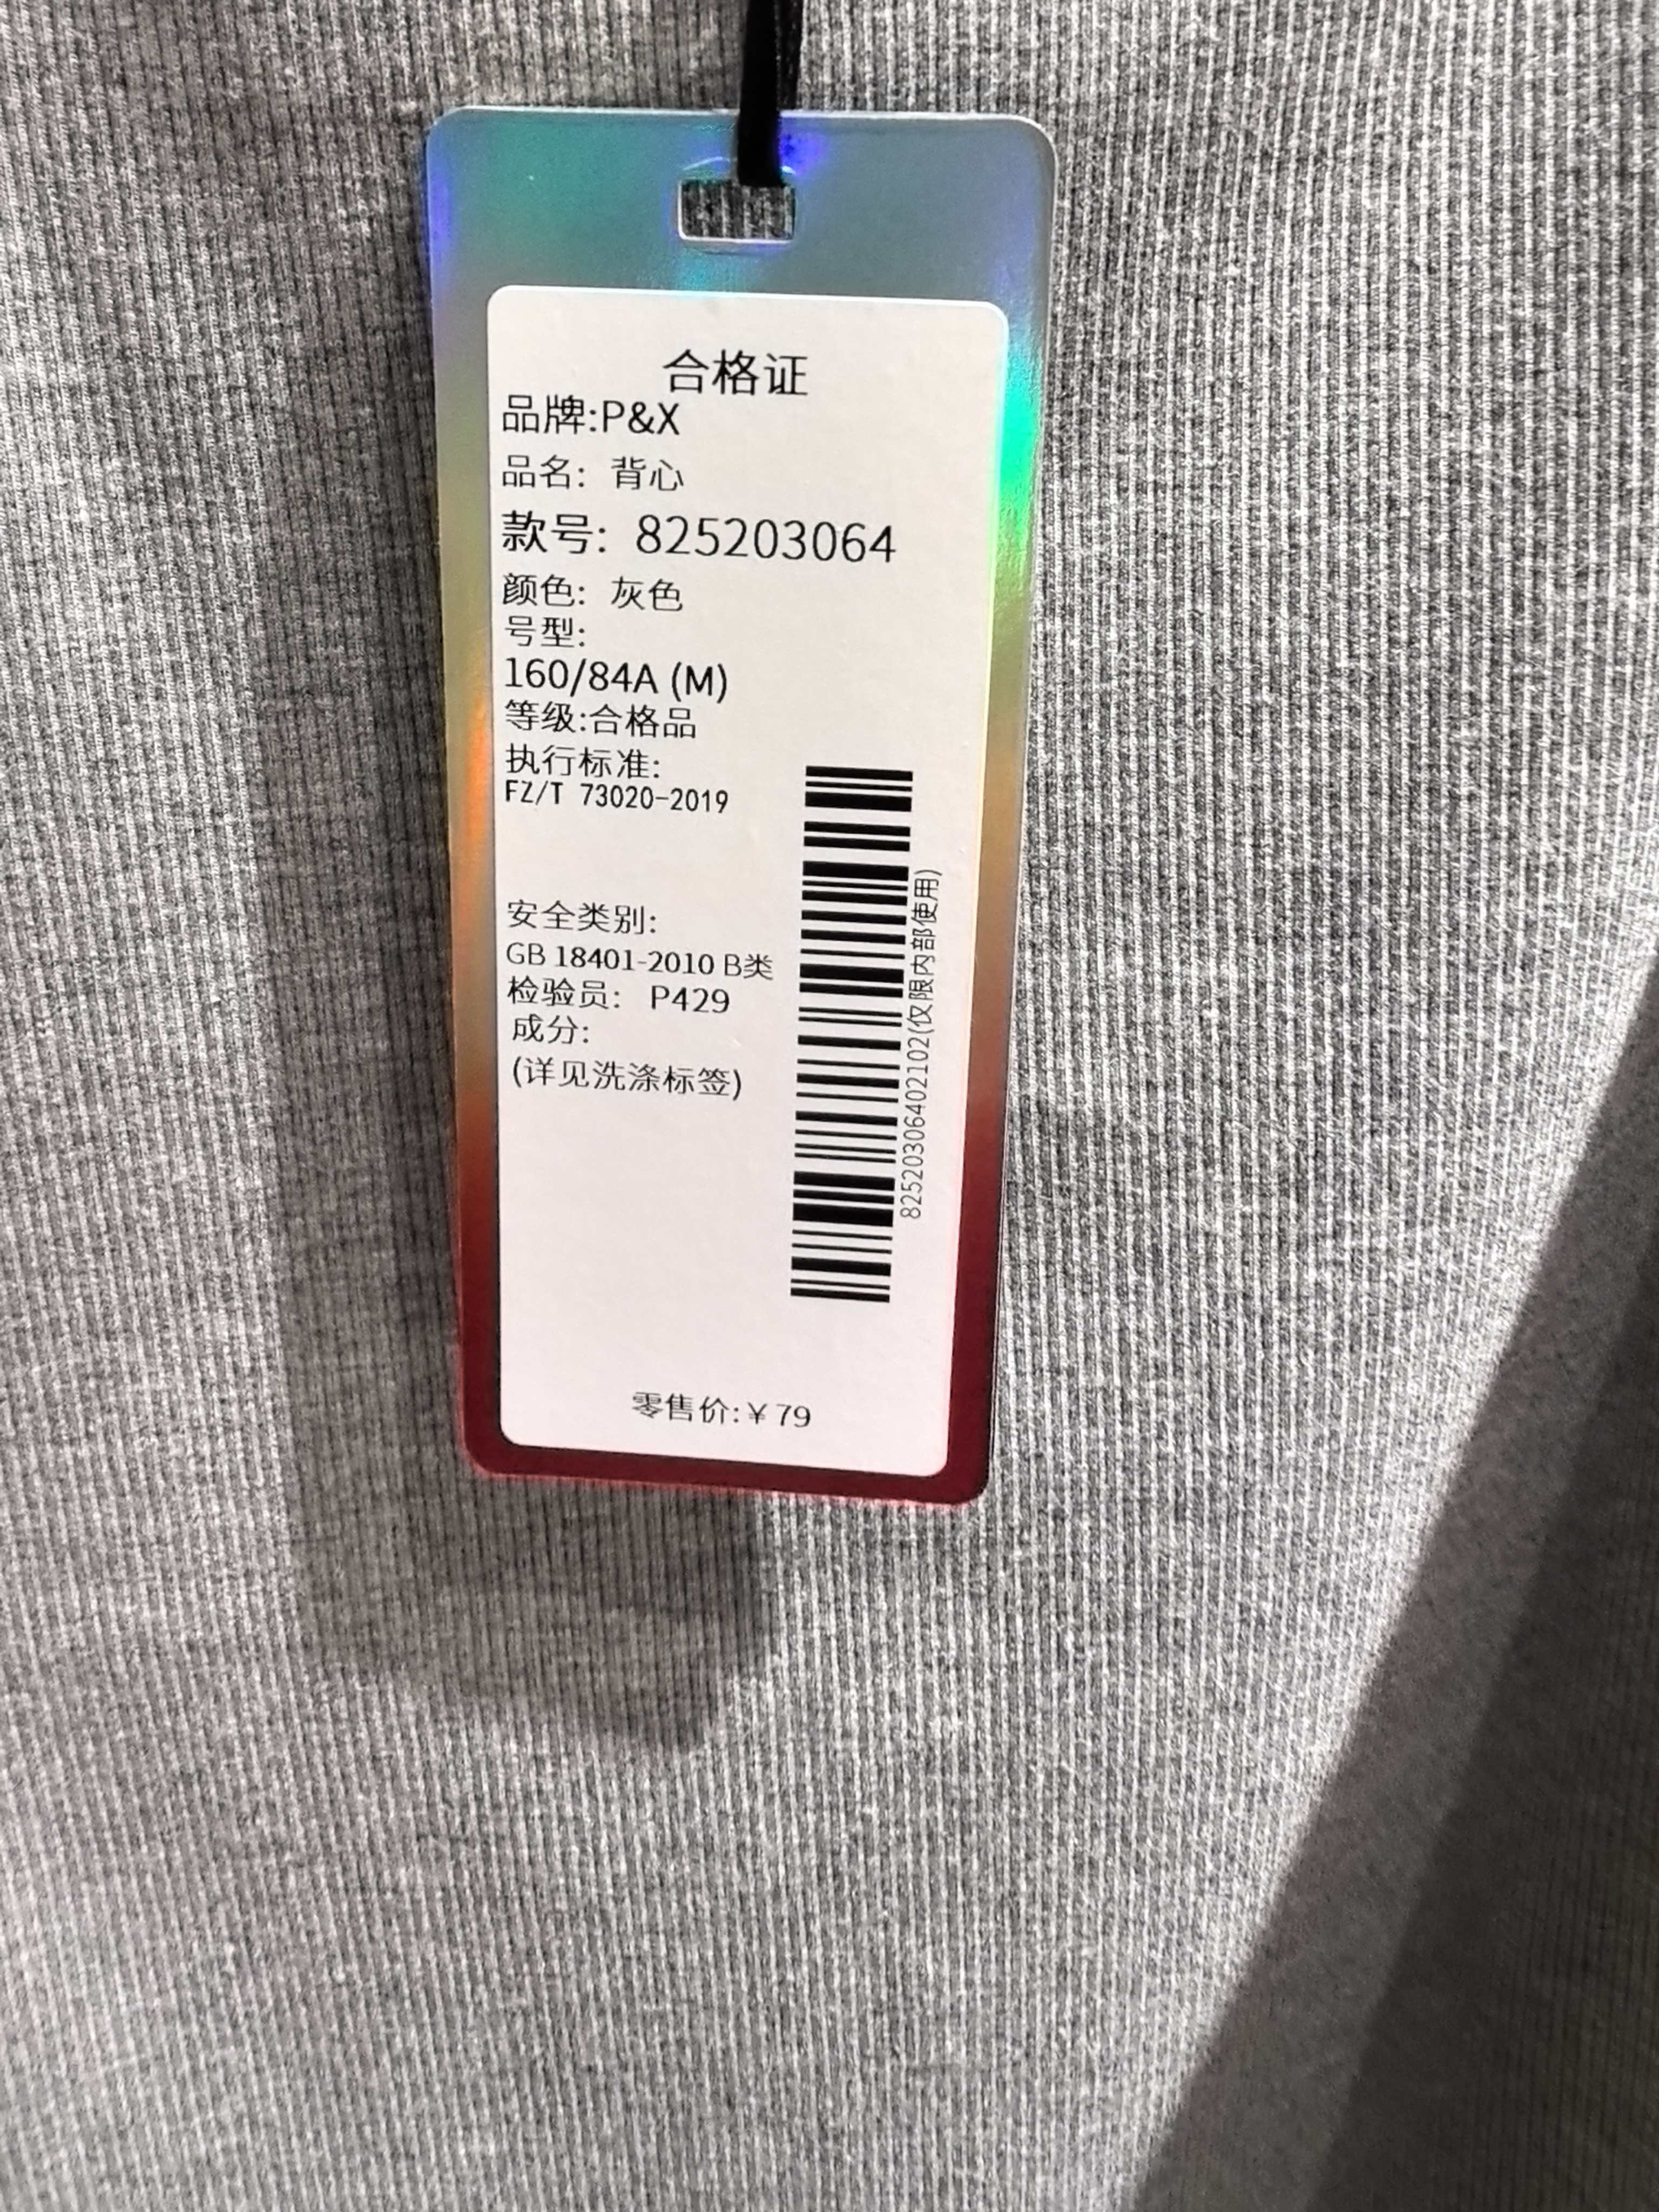 合格证
品牌:P&X
品名: 背心
款号: 825203064
颜色: 灰色
号型:
160/84A (M)
等级:合格品
执行标准:
FZ/T 73020-2019
安全类别:
GB 18401-2010 B类
检验员: P429
成分:
(详见洗涤标签)
82520306402102(仅限内部使用)
零售价:¥79